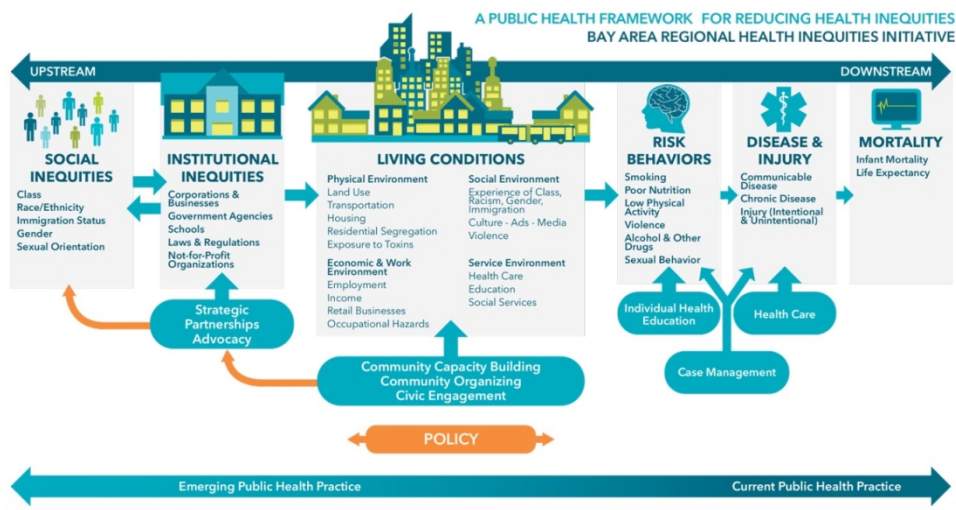 A PUBLIC HEALTH FRAMEWORK FOR REDUCING HEALTH INEQUITIES
BAY AREA REGIONAL HEALTH INEQUITIES INITIATIVE
UPSTREAM
DOWNSTREAM
SOCIAL
INEQUITIES
Class
Race/Ethnicity
Immigration Status
Gender
Sexual Orientation
INSTITUTIONAL
INEQUITIES
Corporations &
Businesses
Government Agencies
Schools
Laws & Regulations
Not-for-Profit
Organizations
LIVING CONDITIONS
Physical Environment
Land Use
Transportation
Housing
Residential Segregation
Exposure to Toxins
Economic & Work
Environment
Employment
Income
Retail Businesses
Occupational Hazards
Social Environment
Experience of Class,
Racism, Gender,
Immigration
Culture - Ads - Media
Violence
Service Environment
Health Care
Education
Social Services
RISK
BEHAVIORS
Smoking
Poor Nutrition
Low Physical
Activity
Violence
Alcohol & Other
Drugs
Sexual Behavior
DISEASE &
INJURY
Communicable
Disease
Chronic Disease
Injury (Intentional
& Unintentional)
MORTALITY
Infant Mortality
Life Expectancy
Strategic
Partnerships
Advocacy
Community Capacity Building
Community Organizing
Civic Engagement
Individual Health
Education
Health Care
Case Management
POLICY
Emerging Public Health Practice
Current Public Health Practice